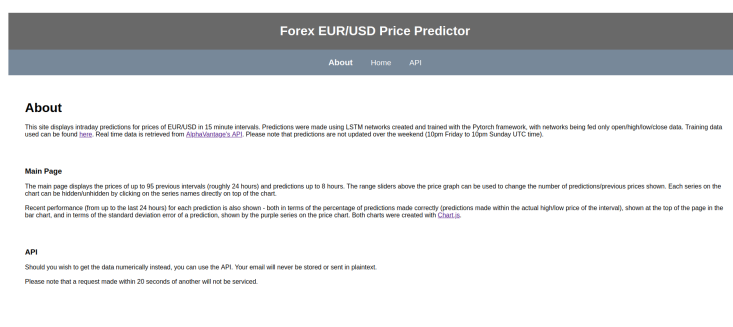 Forex EUR/USD Price Predictor
About Home API
About
This site displays intraday predictions for prices of EUR/USD in 15 minute intervals. Predictions were made using LSTM networks created and trained with the Pytorch framework, with networks being fed only open/high/low/close data. Training data
used can be found here. Real time data is retrieved from AlphaVantage's API. Please note that predictions are not updated over the weekend (10pm Friday to 10pm Sunday UTC time).
Main Page
The main page displays the prices of up to 95 previous intervals (roughly 24 hours) and predictions up to 8 hours. The range sliders above the price graph can be used to change the number of predictions/previous prices shown. Each series on the
chart can be hidden/unhidden by clicking on the series names directly on top of the chart.
Recent performance (from up to the last 24 hours) for each prediction is also shown - both in terms of the percentage of predictions made correctly (predictions made within the actual high/low price of the interval), shown at the top of the page in the
bar chart, and in terms of the standard deviation error of a prediction, shown by the purple series on the price chart. Both charts were created with Chart.js.
API
Should you wish to get the data numerically instead, you can use the API. Your email will never be stored or sent in plaintext.
Please note that a request made within 20 seconds of another will not be serviced.